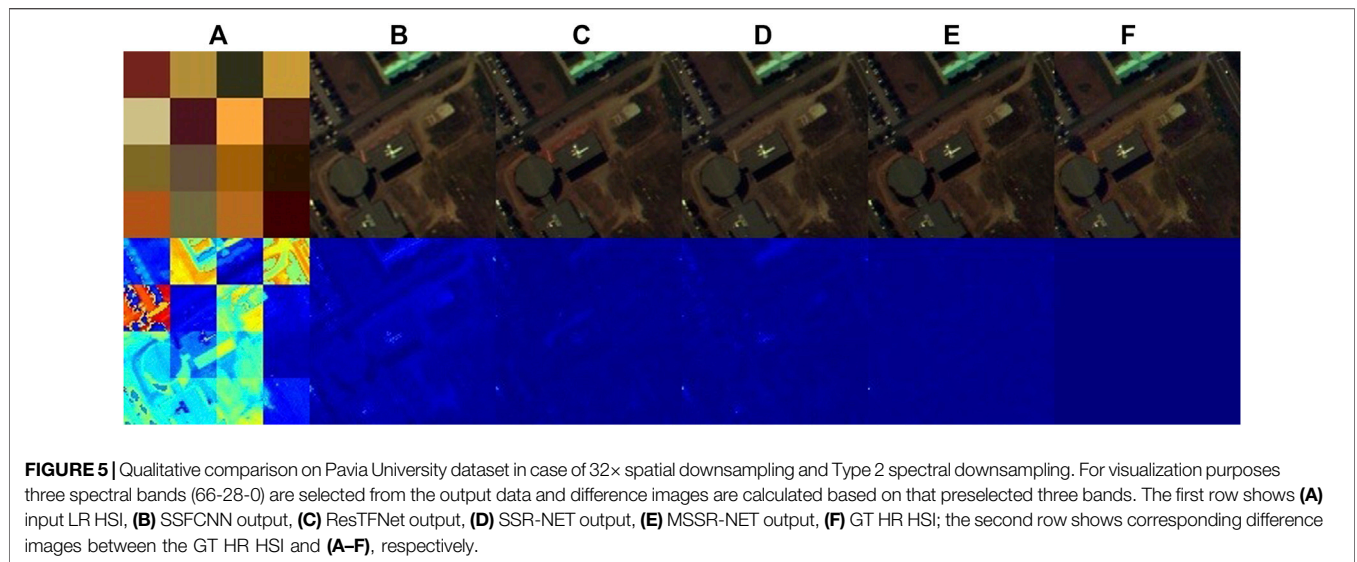 A B C D E F
FIGURE 5 | Qualitative comparison on Pavia University dataset in case of 32× spatial downsampling and Type 2 spectral downsampling. For visualization purposes
three spectral bands (66-28-0) are selected from the output data and difference images are calculated based on that preselected three bands. The first row shows (A)
input LR HSI, (B) SSFCNN output, (C) ResTFNet output, (D) SSR-NET output, (E) MSSR-NET output, (F) GT HR HSI; the second row shows corresponding difference
images between the GT HR HSI and (A–F), respectively.